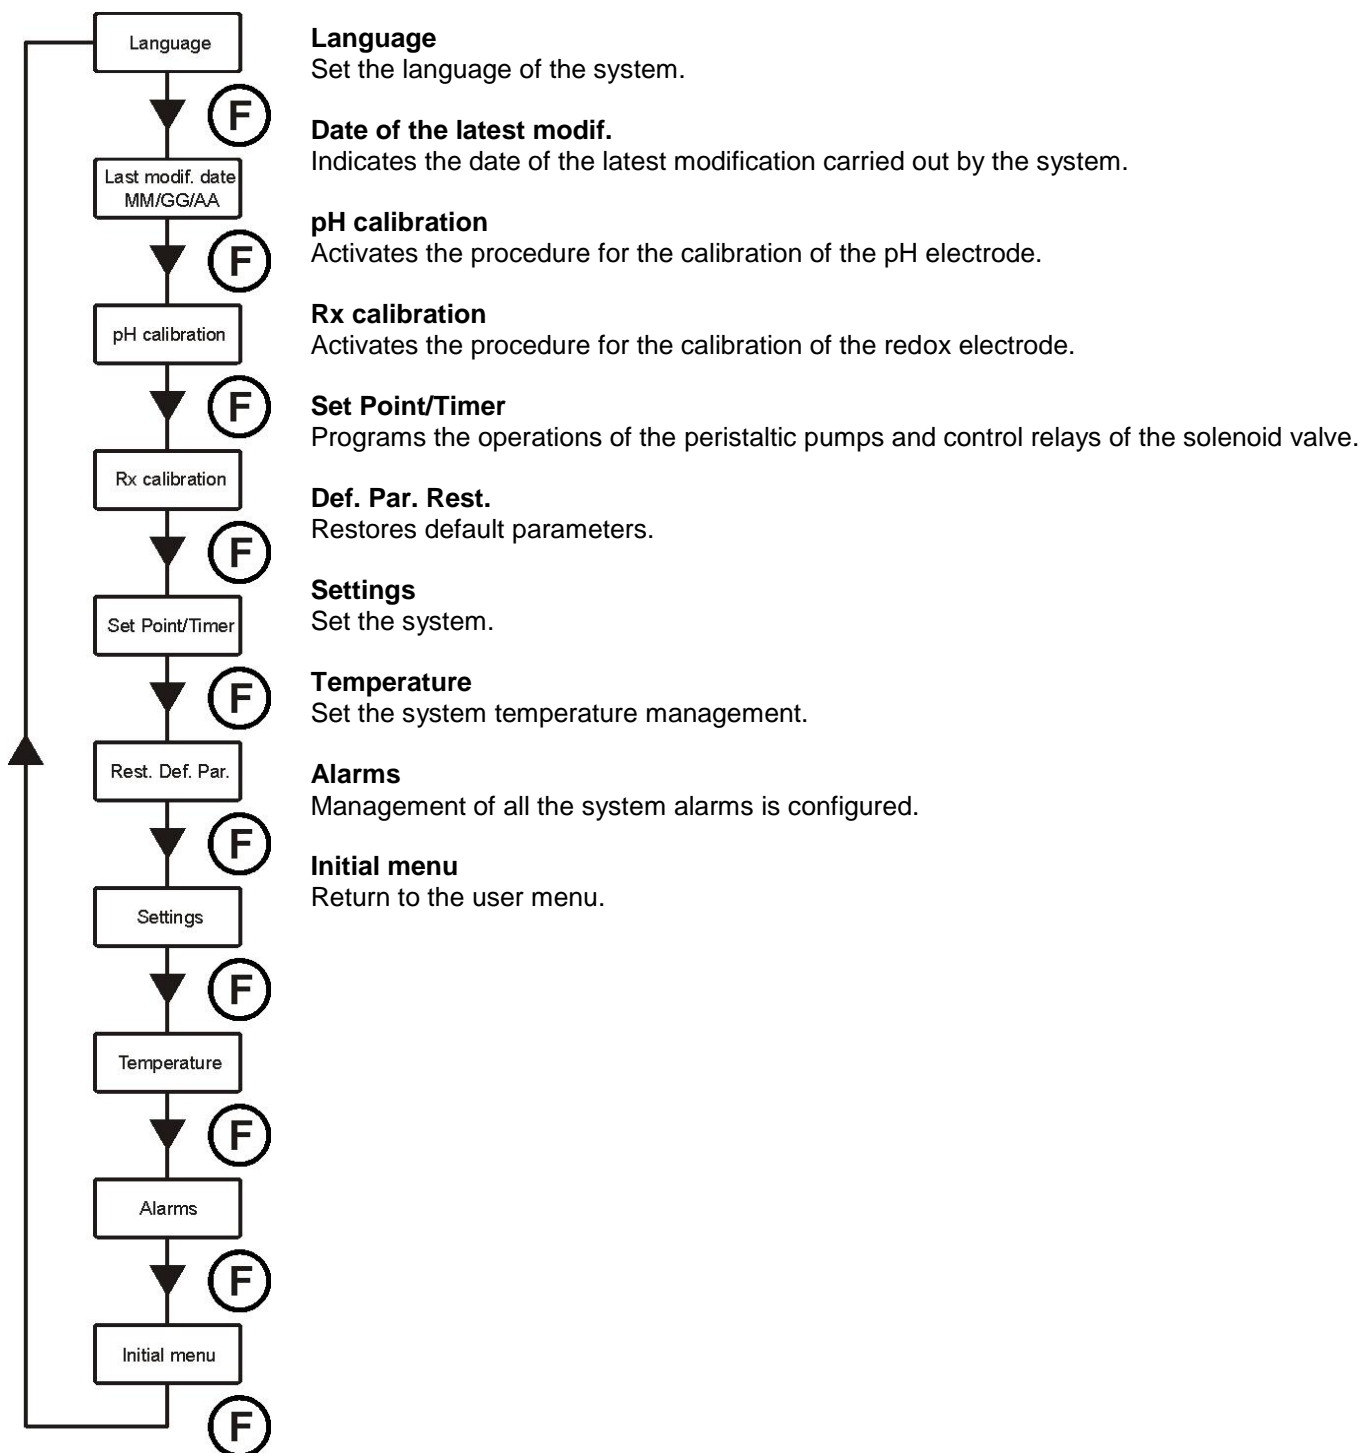 Language
F
Last modif. date
MM/GG/AA
F
pH calibration
F
Rx calibration
F
Set Point/Timer
F
Rest. Def. Par.
F
Settings
F
Temperature
F
Alarms
F
Initial menu
F
Language
Set the language of the system.
Date of the latest modif.
Indicates the date of the latest modification carried out by the system.
pH calibration
Activates the procedure for the calibration of the pH electrode.
Rx calibration
Activates the procedure for the calibration of the redox electrode.
Set Point/Timer
Programs the operations of the peristaltic pumps and control relays of the solenoid valve.
Def. Par. Rest.
Restores default parameters.
Settings
Set the system.
Temperature
Set the system temperature management.
Alarms
Management of all the system alarms is configured.
Initial menu
Return to the user menu.